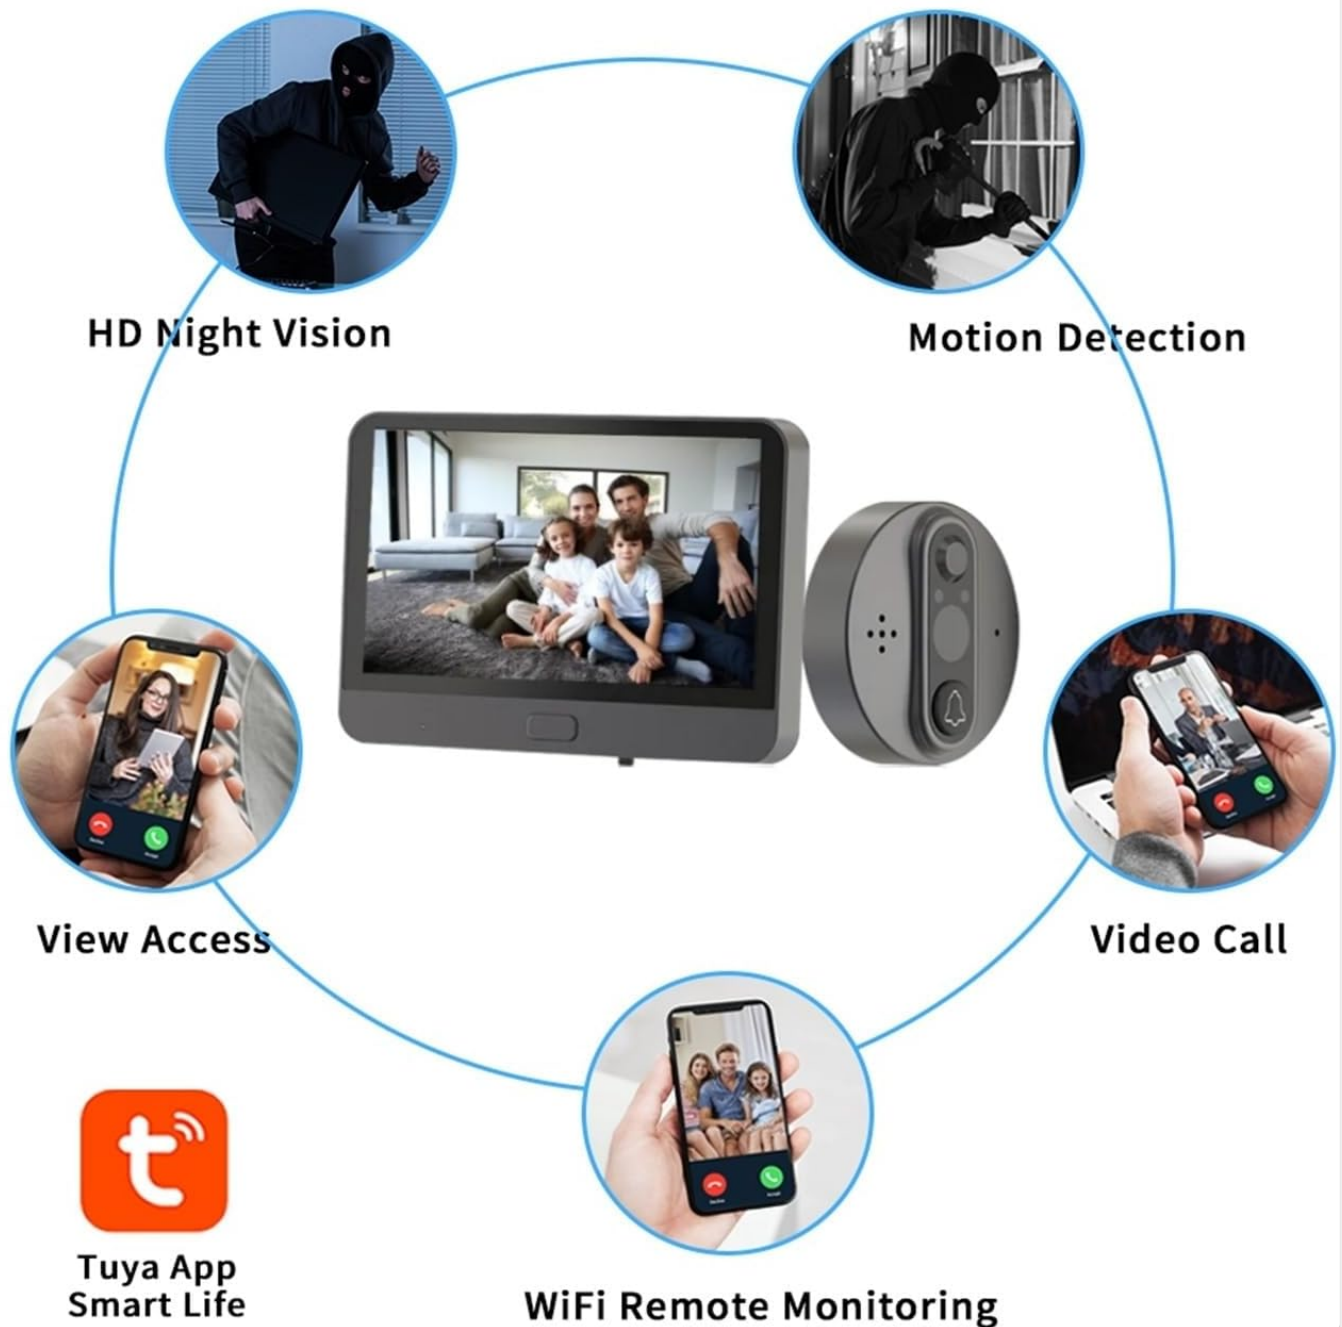 HD Night Vision
Motion Detection
View Access
Video Call
Tuya App
Smart Life
WiFi Remote Monitoring